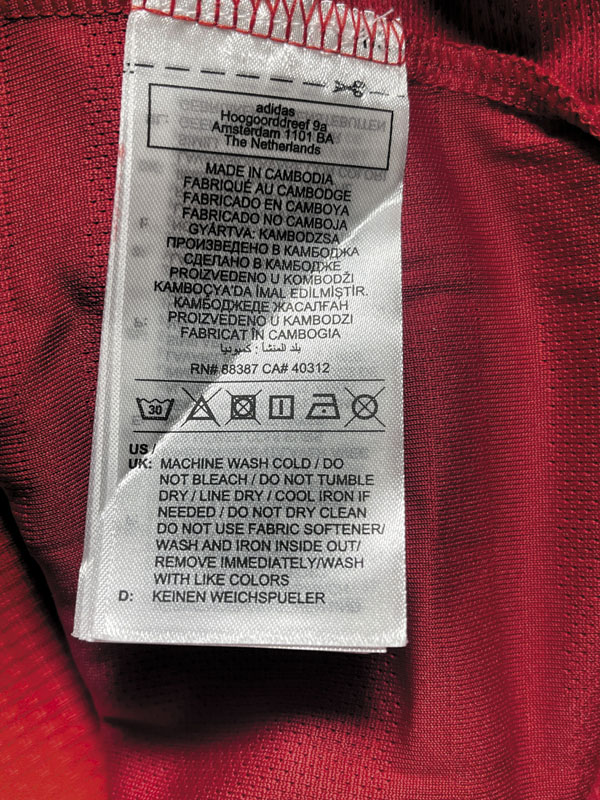 adidas
Hoogoorddreef 9a
Amsterdam 1101 BA
The Netherlands
MADE IN CAMBODIA
FABRIQUÉ AU CAMBODGE
FABRICADO EN CAMBOYA
FABRICADO NO CAMBOJA
GYÁRTVA: KAMBODZSA
ПРОИЗВЕДЕНО В КАМБОДЖА
СДЕЛАНО В КАМБОДЖЕ
PROIZVEDENO U KOMBODŽI
KAMBOÇYA'DA İMAL EDİLMİŞTİR.
КАМБОДЖЕДЕ ЖАСАЛҒАН
PROIZVEDENO U KAMBODZI
FABRICAT ÎN CAMBOGIA
بلد المنشأ : كمبوديا
RN# 88387 CA# 40312
30
US /
UK: MACHINE WASH COLD / DO
NOT BLEACH / DO NOT TUMBLE
DRY / LINE DRY / COOL IRON IF
NEEDED / DO NOT DRY CLEAN
DO NOT USE FABRIC SOFTENER/
WASH AND IRON INSIDE OUT/
REMOVE IMMEDIATELY/WASH
WITH LIKE COLORS
D: KEINEN WEICHSPUELER